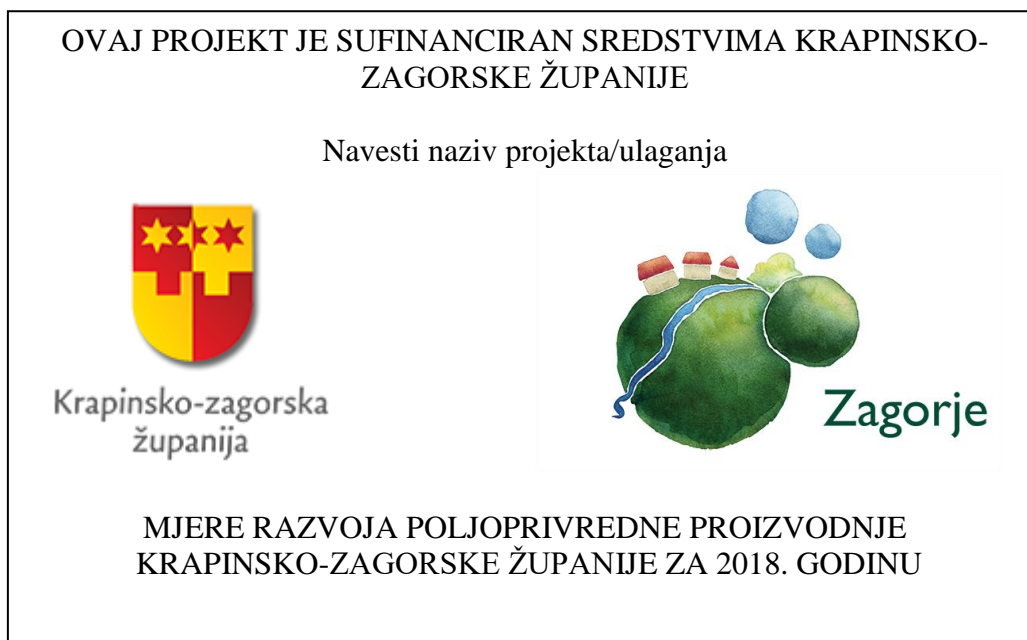 OVAJ PROJEKT JE SUFINANCIRAN SREDSTVIMA KRAPINSKO-
ZAGORSKE ŽUPANIJE
Navesti naziv projekta/ulaganja
Krapinsko-zagorska
županija
Zagorje
MJERE RAZVOJA POLJOPRIVREDNE PROIZVODNJE
KRAPINSKO-ZAGORSKE ŽUPANIJE ZA 2018. GODINU